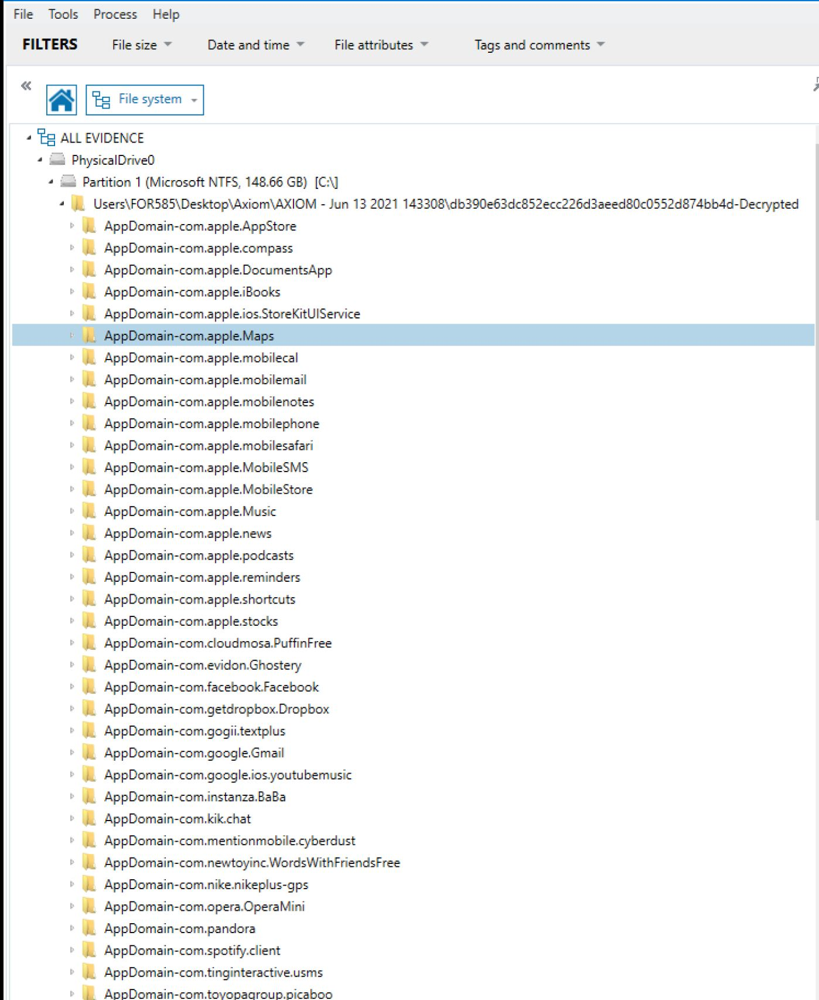 File Tools Process Help
FILTERS File size Date and time File attributes Tags and comments
File system
ALL EVIDENCE
PhysicalDrive0
Partition 1 (Microsoft NTFS, 148.66 GB) [C:\]
Users\FOR585\Desktop\Axiom\AXIOM - Jun 13 2021 143308\db390e63dc852ecc226d3aeed80c0552d874bb4d-Decrypted
AppDomain-com.apple.AppStore
AppDomain-com.apple.compass
AppDomain-com.apple.DocumentsApp
AppDomain-com.apple.iBooks
AppDomain-com.apple.ios.StoreKitUIService
AppDomain-com.apple.Maps
AppDomain-com.apple.mobilecal
AppDomain-com.apple.mobilemail
AppDomain-com.apple.mobilenotes
AppDomain-com.apple.mobilephone
AppDomain-com.apple.mobilesafari
AppDomain-com.apple.MobileSMS
AppDomain-com.apple.MobileStore
AppDomain-com.apple.Music
AppDomain-com.apple.news
AppDomain-com.apple.podcasts
AppDomain-com.apple.reminders
AppDomain-com.apple.shortcuts
AppDomain-com.apple.stocks
AppDomain-com.cloudmosa.PuffinFree
AppDomain-com.evidon.Ghostery
AppDomain-com.facebook.Facebook
AppDomain-com.getdropbox.Dropbox
AppDomain-com.gogii.textplus
AppDomain-com.google.Gmail
AppDomain-com.google.ios.youtubemusic
AppDomain-com.instanza.BaBa
AppDomain-com.kik.chat
AppDomain-com.mentionmobile.cyberdust
AppDomain-com.newtoyinc.WordsWithFriendsFree
AppDomain-com.nike.nikeplus-gps
AppDomain-com.opera.OperaMini
AppDomain-com.pandora
AppDomain-com.spotify.client
AppDomain-com.tinginteractive.usms
AppDomain-com.toyopagroup.picaboo